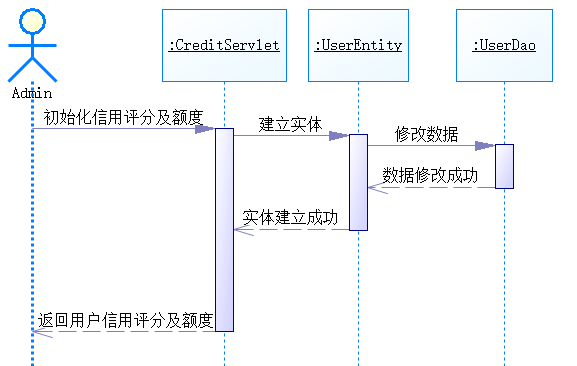 :CreditServlet
:UserEntity
:UserDao
Admin
初始化信用评分及额度
建立实体
修改数据
数据修改成功
实体建立成功
返回用户信用评分及额度